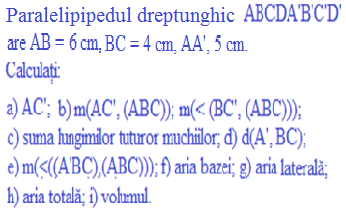 Paralelipipedul dreptunghic ABCDA'B'C'D'
are AB = 6 cm, BC = 4 cm, AA', 5 cm.
Calculați:
a) AC'; b) m(AC', (ABC)); m(< (BC', (ABC)));
c) suma lungimilor tuturor muchiilor; d) d(A', BC);
e) m(<((A'BC),(ABC))); f) aria bazei; g) aria laterală;
h) aria totală; i) volumul.